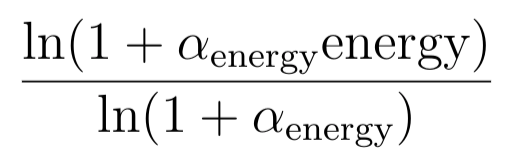 ln(1 + α_energy energy)
ln(1 + α_energy)